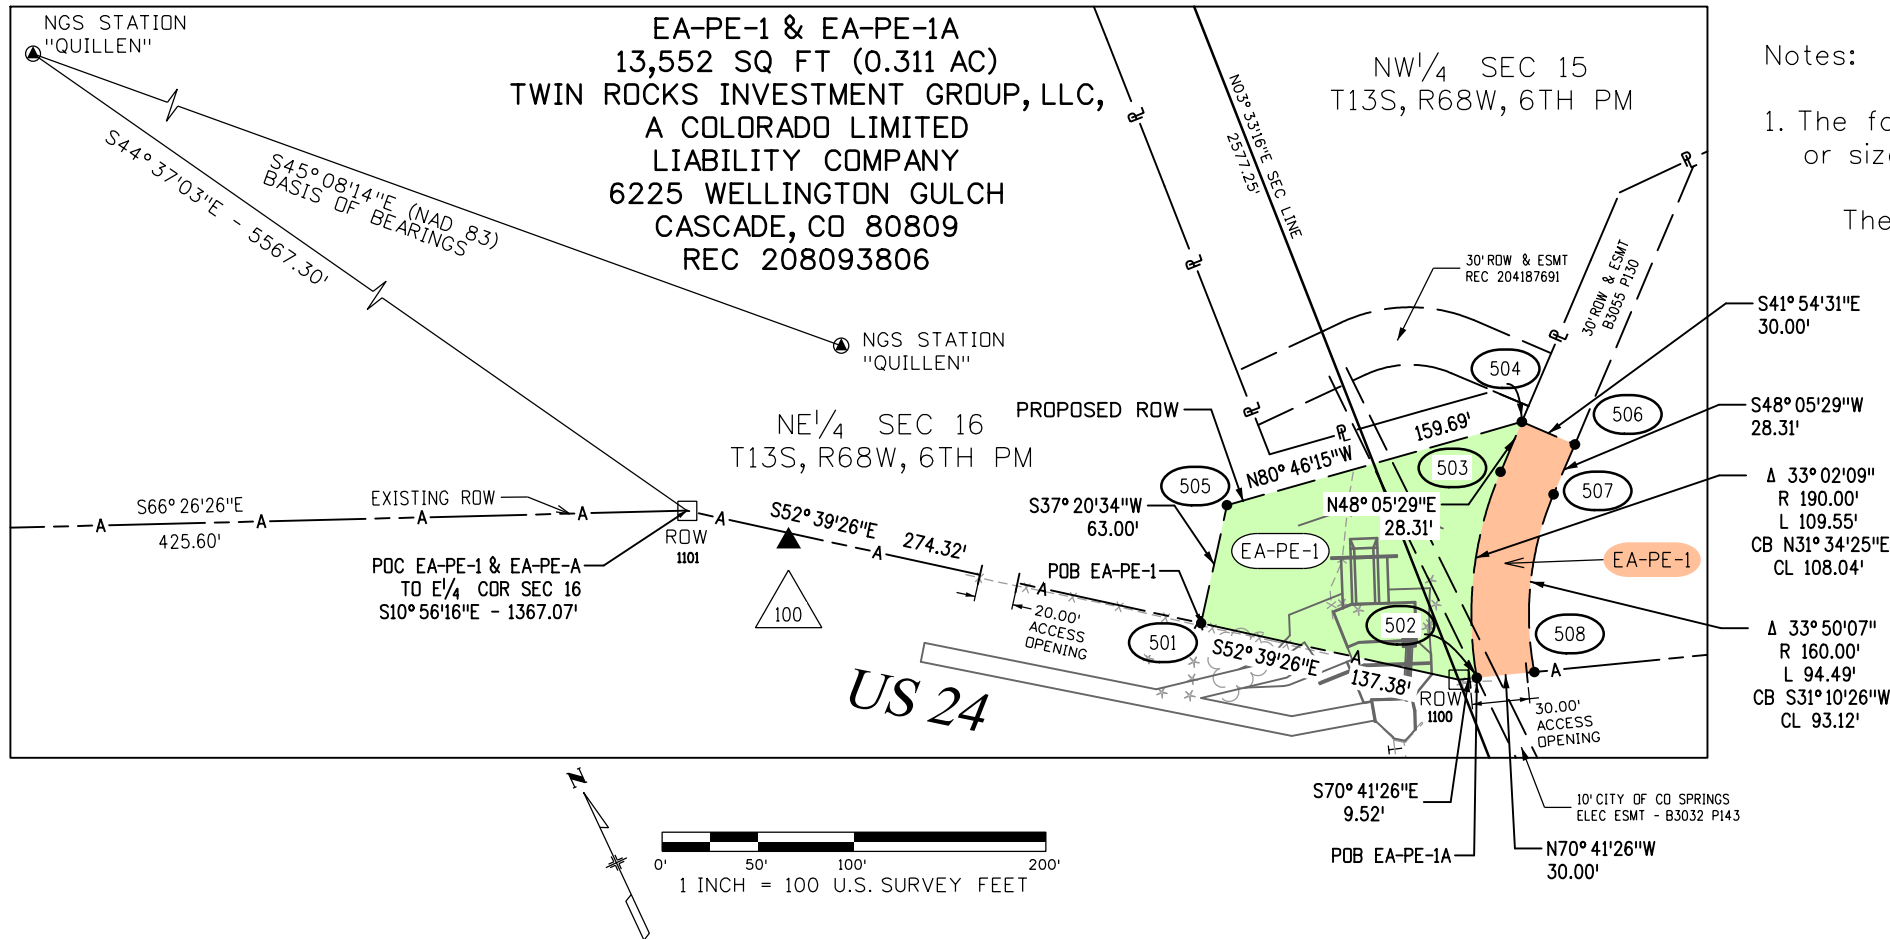 NGS STATION
"QUILLEN"
EA-PE-1 & EA-PE-1A
13,552 SQ FT (0.311 AC)
TWIN ROCKS INVESTMENT GROUP, LLC,
A COLORADO LIMITED
LIABILITY COMPANY
6225 WELLINGTON GULCH
CASCADE, CO 80809
REC 208093806
NW1/4 SEC 15
T13S, R68W, 6TH PM
Notes:
1. The fo
or size
The
S44°37'03"E - 5567.30'
S45°08'14"E (NAD 83)
BASIS OF BEARINGS
N03°33'16"E SEC LINE
2577.25'
30' ROW & ESMT
REC 204187691
30' ROW & ESMT
B3055 P130
S41°54'31"E
30.00'
NGS STATION
"QUILLEN"
NE1/4 SEC 16
T13S, R68W, 6TH PM
PROPOSED ROW
504
506
S48°05'29"W
28.31'
159.69'
N80°46'15"W
503
505
507
S37°20'34"W
63.00'
N48°05'29"E
28.31'
Δ 33°02'09"
R 190.00'
L 109.55'
CB N31°34'25"E
CL 108.04'
S66°26'26"E
425.60'
EXISTING ROW
A
A
A
A
ROW
1101
A
S52°39'26"E
274.32'
A
EA-PE-1
EA-PE-1
POC EA-PE-1 & EA-PE-A
TO E1/4 COR SEC 16
S10°56'16"E - 1367.07'
100
POB EA-PE-1
A
20.00'
ACCESS
OPENING
501
502
508
S52°39'26"E
A
137.38'
A
Δ 33°50'07"
R 160.00'
L 94.49'
CB S31°10'26"W
CL 93.12'
US 24
ROW
1100
30.00'
ACCESS
OPENING
T
PL
PL
PL
PL
PL
PL
S70°41'26"E
9.52'
10' CITY OF CO SPRINGS
ELEC ESMT - B3032 P143
POB EA-PE-1A
N70°41'26"W
30.00'
N
0'
50'
100'
200'
1 INCH = 100 U.S. SURVEY FEET